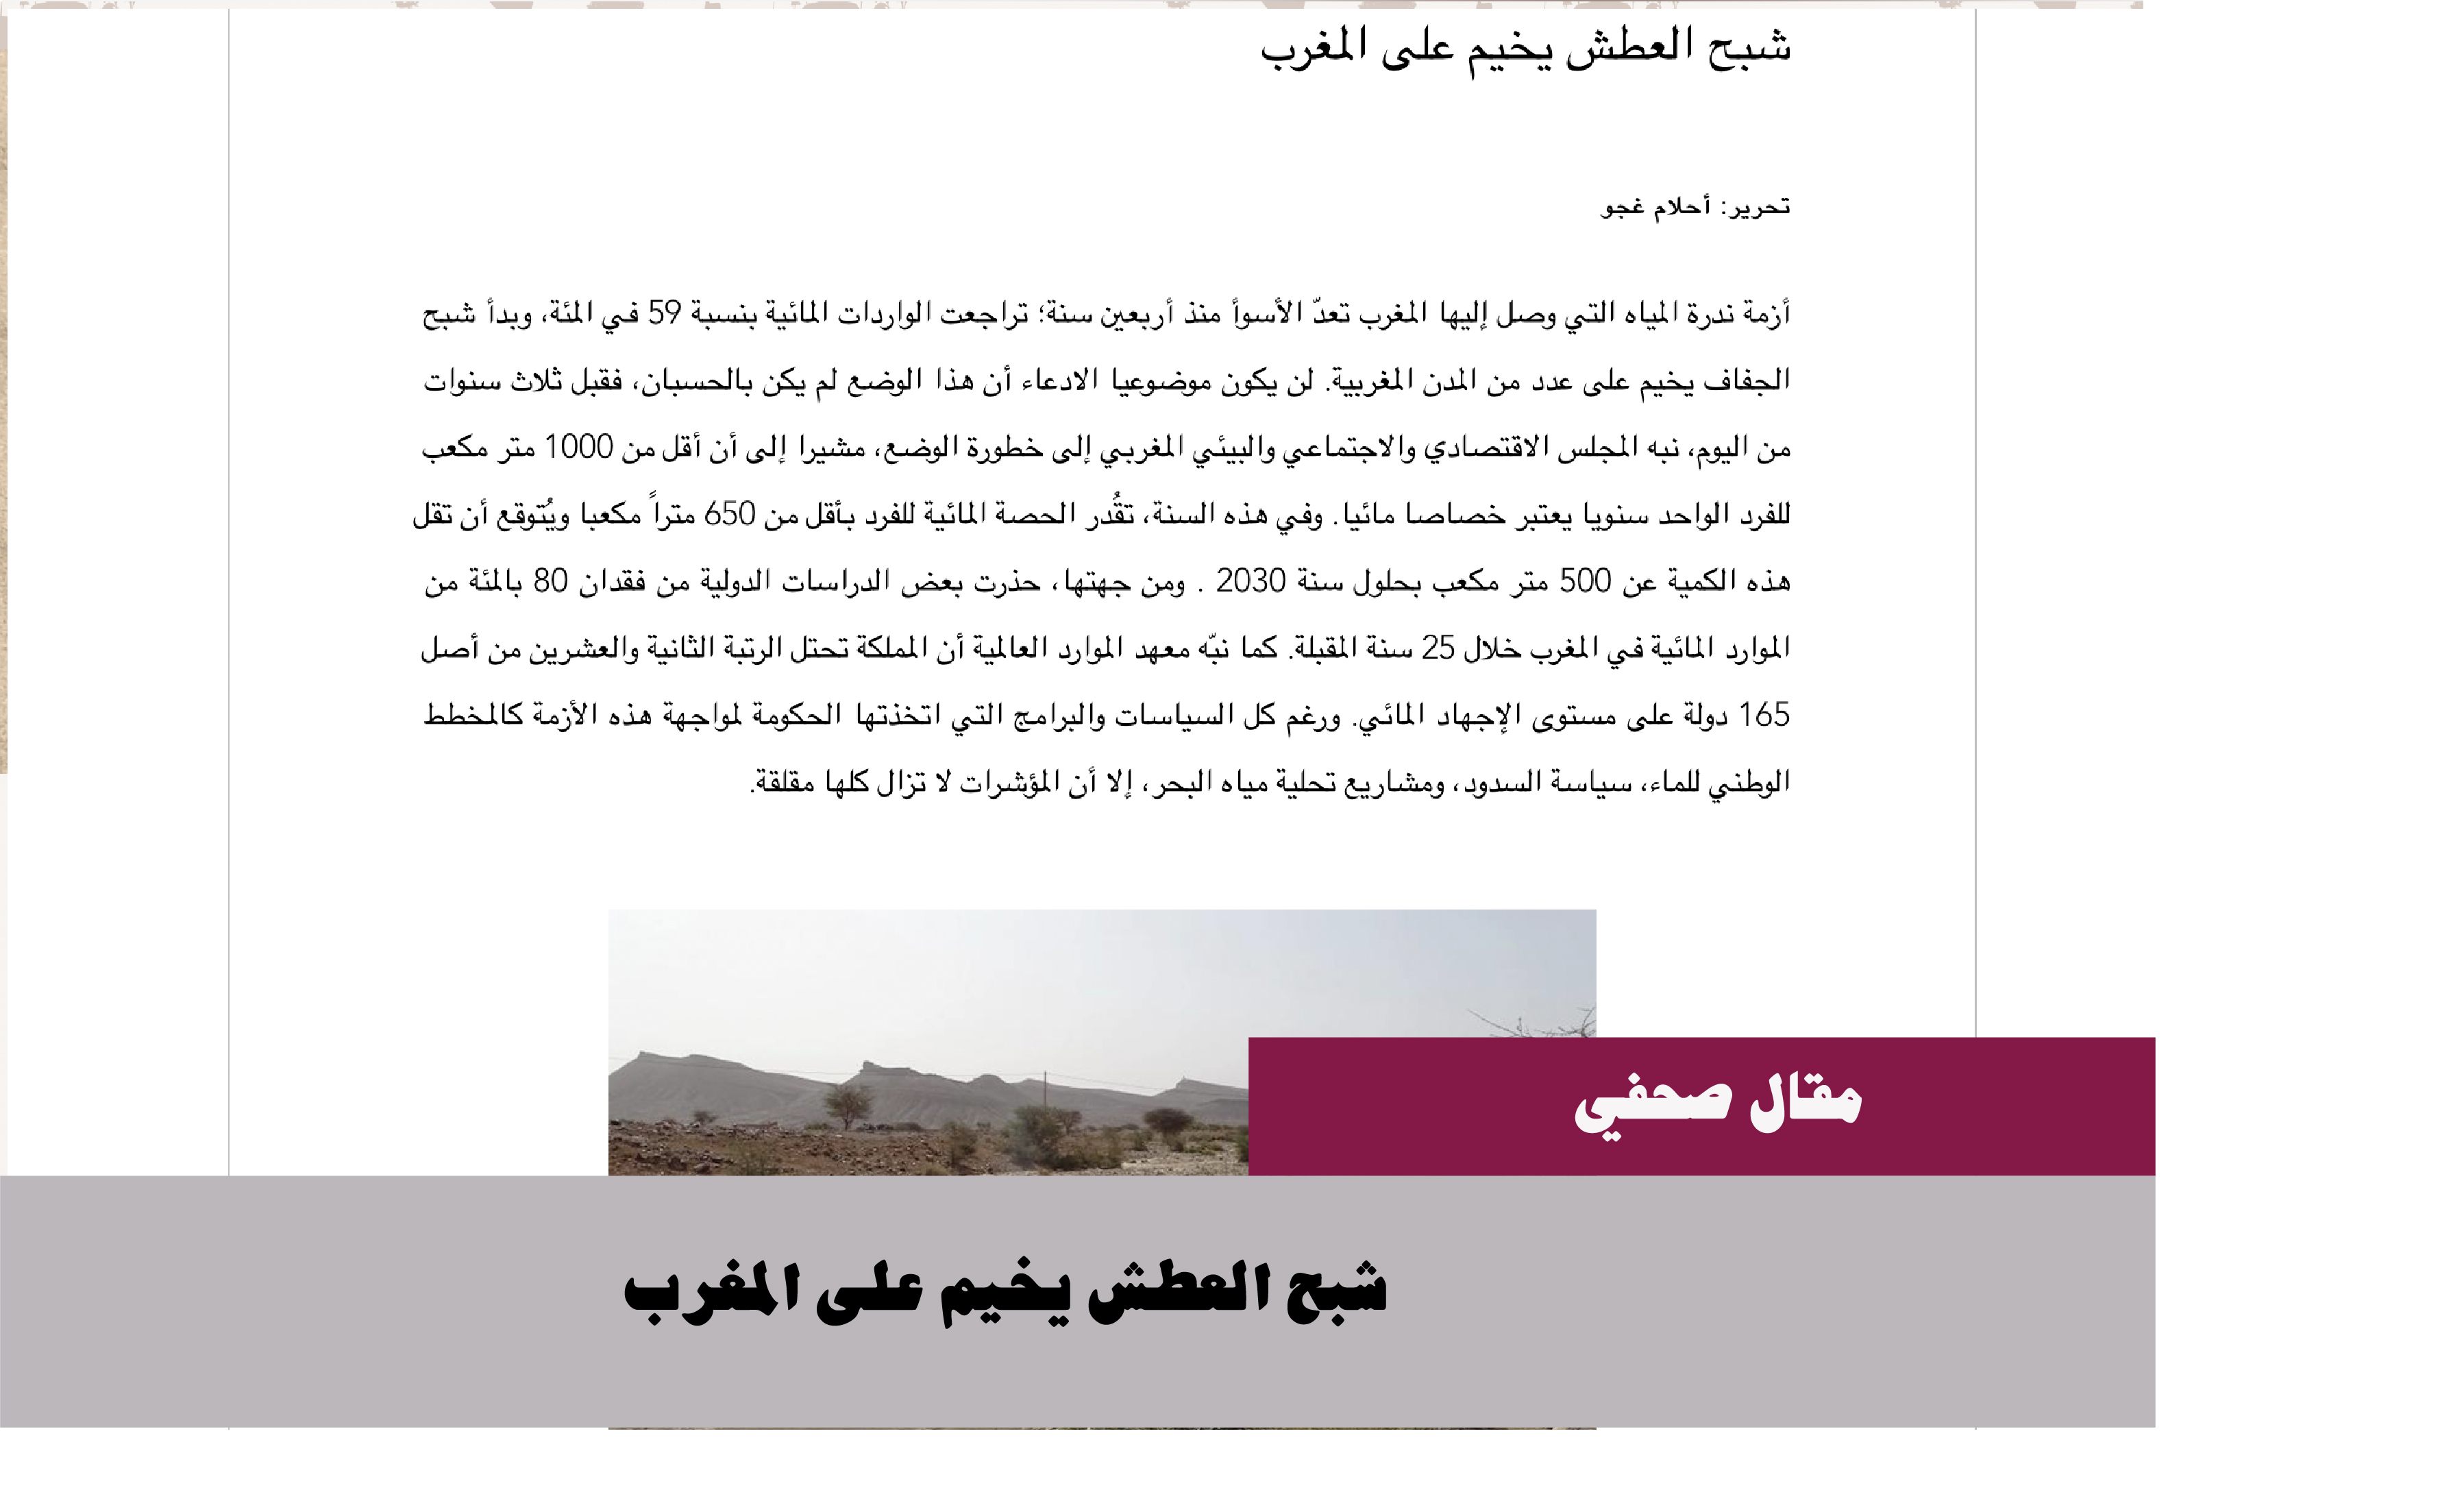 شبح العطش يخيم على المغرب
تحرير: أحلام غجو
أزمة ندرة المياه التي وصل إليها المغرب تعدّ الأسوأ منذ أربعين سنة؛ تراجعت الواردات المائية بنسبة 59 في المئة، وبدأ شبح
الجفاف يخيم على عدد من المدن المغربية. لن يكون موضوعيا الادعاء أن هذا الوضع لم يكن بالحسبان، فقبل ثلاث سنوات
من اليوم، نبه المجلس الاقتصادي والاجتماعي والبيئي المغربي إلى خطورة الوضع، مشيرا إلى أن أقل من 1000 متر مكعب
للفرد الواحد سنويا يعتبر خصاصا مائيا. وفي هذه السنة، تقُدر الحصة المائية للفرد بأقل من 650 متراً مكعبا ويُتوقع أن تقل
هذه الكمية عن 500 متر مكعب بحلول سنة 2030 . ومن جهتها، حذرت بعض الدراسات الدولية من فقدان 80 بالمئة من
الموارد المائية في المغرب خلال 25 سنة المقبلة. كما نبّه معهد الموارد العالمية أن المملكة تحتل الرتبة الثانية والعشرين من أصل
165 دولة على مستوى الإجهاد المائي. ورغم كل السياسات والبرامج التي اتخذتها الحكومة لمواجهة هذه الأزمة كالمخطط
الوطني للماء، سياسة السدود، ومشاريع تحلية مياه البحر، إلا أن المؤشرات لا تزال كلها مقلقة.
مقال صحفي
شبح العطش يخيم على المغرب